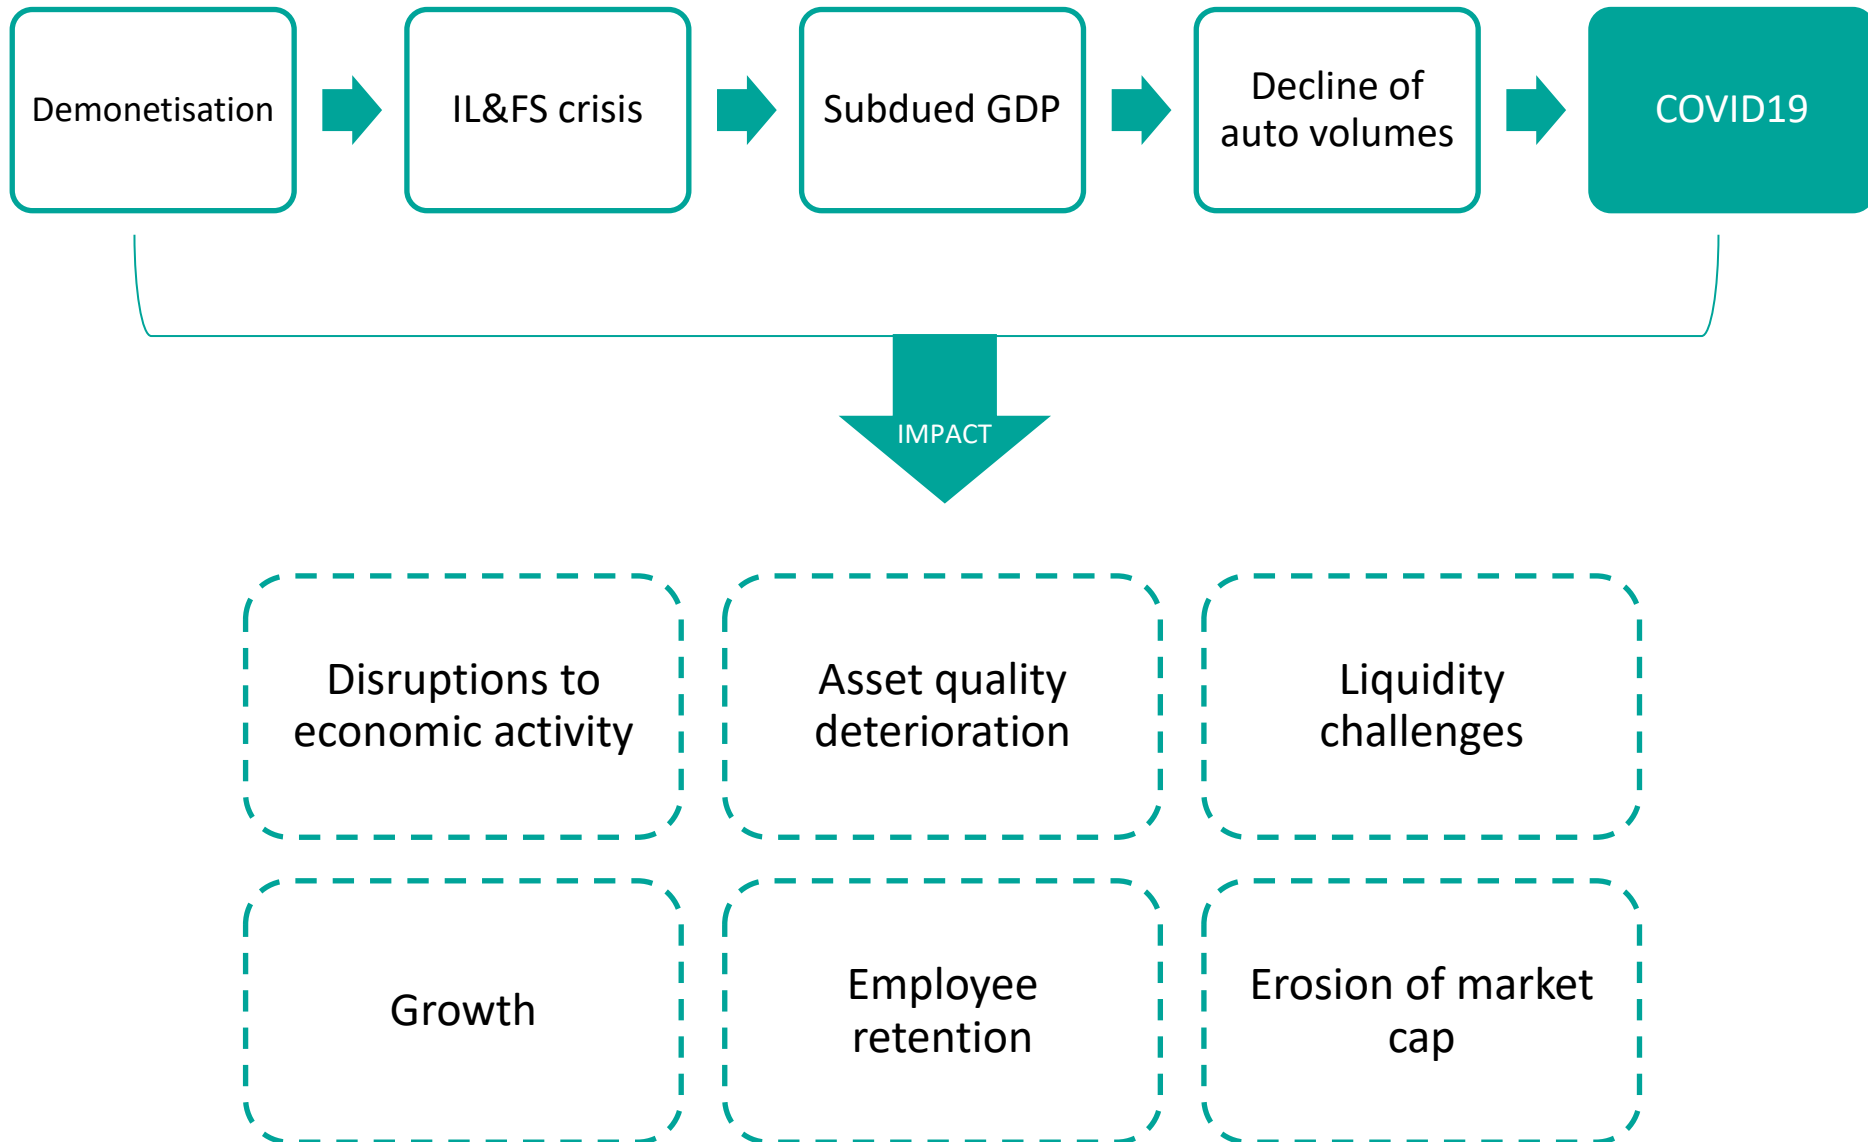 Demonetisation
IL&FS crisis
Subdued GDP
Decline of
auto volumes
COVID19
IMPACT
Disruptions to
economic activity
Asset quality
deterioration
Liquidity
challenges
Growth
Employee
retention
Erosion of market
cap